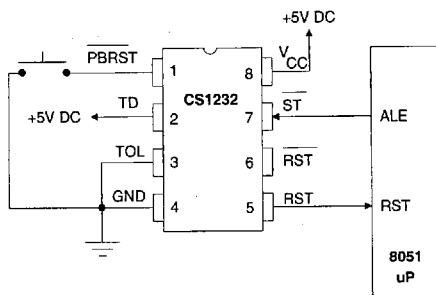 +5V DC
PBRST
1
8
VCC
CS1232
TD
+5V DC
2
7
ST
ALE
TOL
3
6
RST
GND
4
5
RST
RST
8051
uP